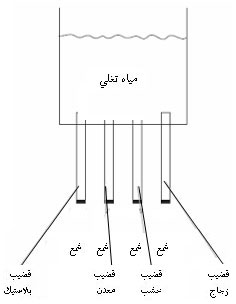 مياه تغلي
شمع شمع شمع شمع
قضيب زجاج
قضيب خشب
قضيب معدن
قضيب بلاستيك